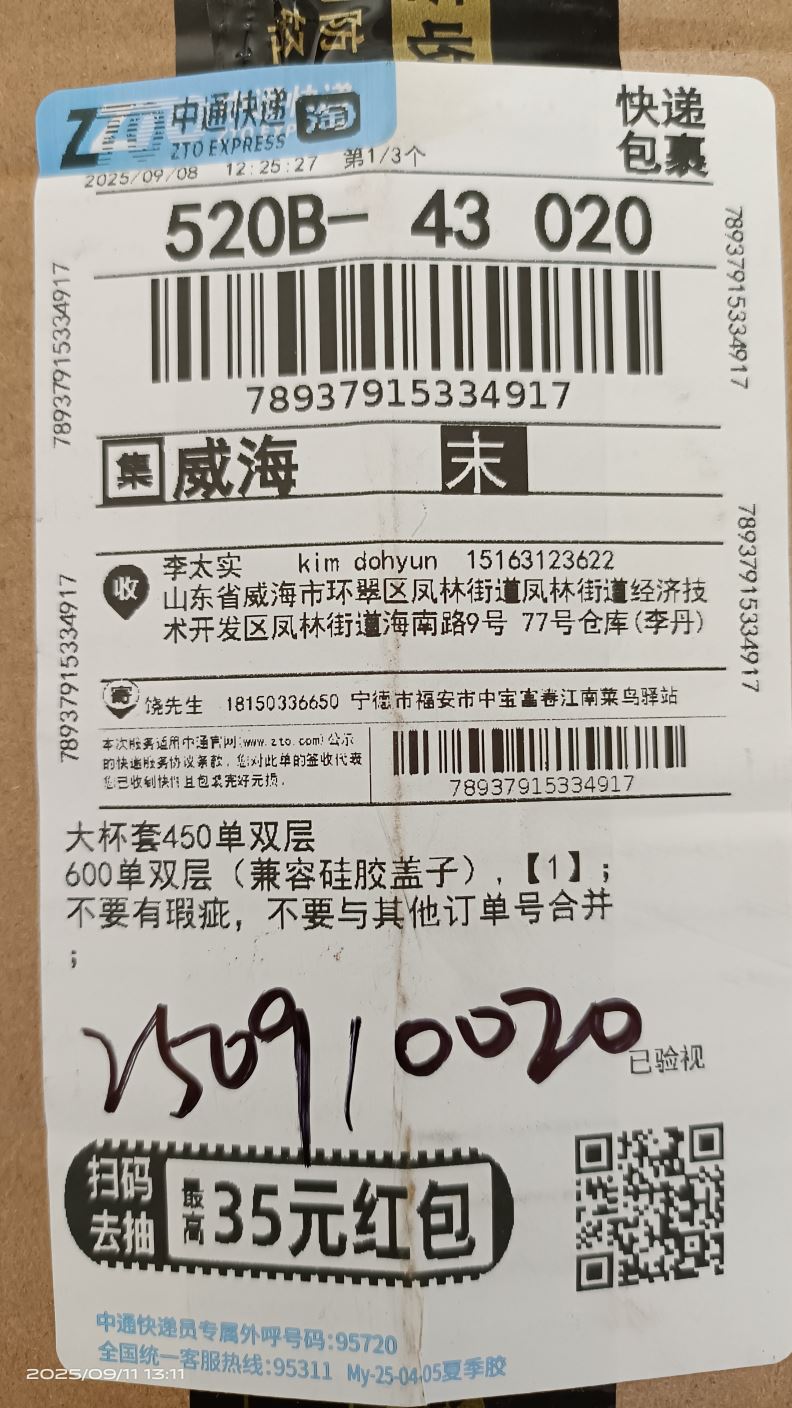 防
ZTO 中通快递 淘
ZTO EXPRESS
快递
包裹
2025/09/08 12:25:27 第1/3个
520B- 43 020
78937915334917
78937915334917
78937915334917
集 威海 末
收 李太实 kim dohyun 15163123622
山东省威海市环翠区凤林街道凤林街道经济技
术开发区凤林街道海南路9号 77号仓库(李丹)
78937915334917
78937915334917
寄 饶先生 18150336650 宁德市福安市中宝富春江南菜鸟驿站
本次服务适用中通官网(www.zto.com)公示
的快递服务协议条款，您对此单的签收代表
您已收到快件且包装完好无损。
78937915334917
大杯套450单双层
600单双层（兼容硅胶盖子）,【1】;
不要有瑕疵，不要与其他订单号合并
;
250910020
已验视
扫码
去抽
最高35元红包
中通快递员专属外呼号码:95720
全国统一客服热线:95311 My-25-04-05夏季胶
2025/09/11 13:11